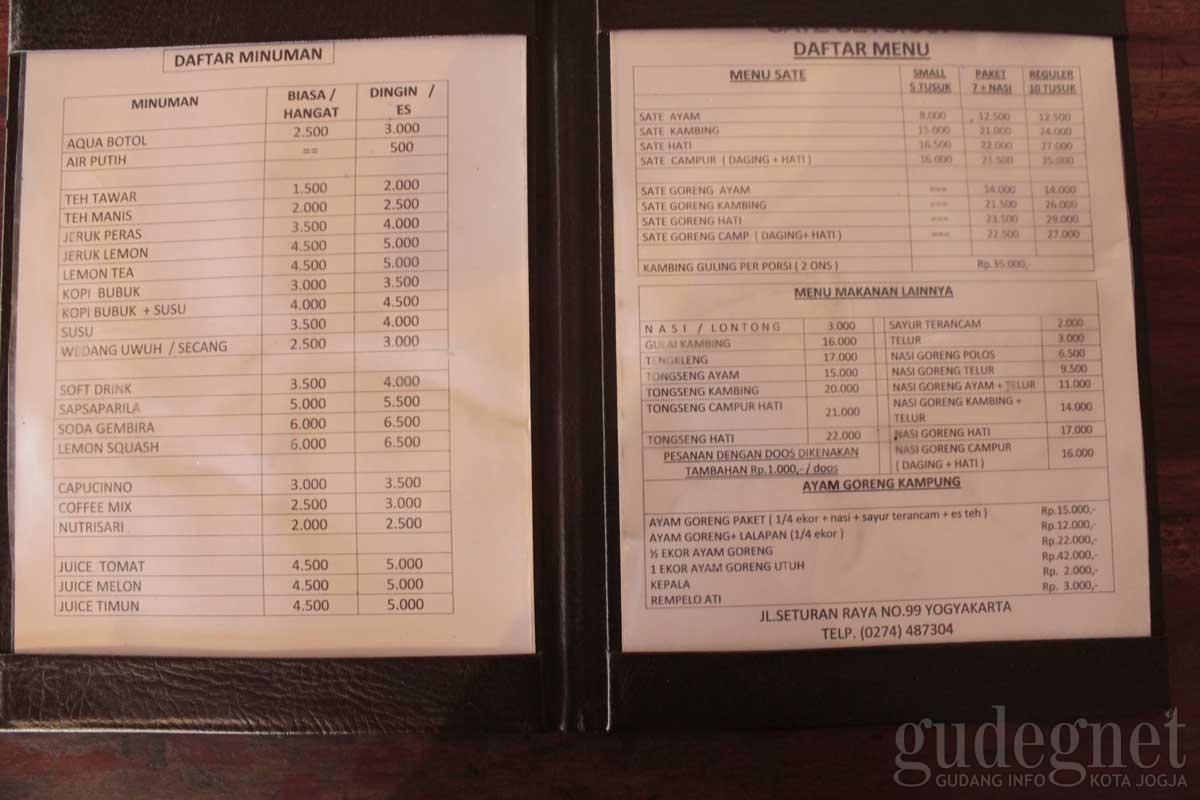 DAFTAR MINUMAN
MINUMAN BIASA / HANGAT DINGIN / ES
AQUA BOTOL 2.500 3.000
AIR PUTIH == 500
TEH TAWAR 1.500 2.000
TEH MANIS 2.000 2.500
JERUK PERAS 3.500 4.000
JERUK LEMON 4.500 5.000
LEMON TEA 4.500 5.000
KOPI BUBUK 3.000 3.500
KOPI BUBUK + SUSU 4.000 4.500
SUSU 3.500 4.000
WEDANG UWUH / SECANG 2.500 3.000
SOFT DRINK 3.500 4.000
SAPSAPARILA 5.000 5.500
SODA GEMBIRA 6.000 6.500
LEMON SQUASH 6.000 6.500
CAPUCINNO 3.000 3.500
COFFEE MIX 2.500 3.000
NUTRISARI 2.000 2.500
JUICE TOMAT 4.500 5.000
JUICE MELON 4.500 5.000
JUICE TIMUN 4.500 5.000
DAFTAR MENU
MENU SATE SMALL 5 TUSUK PAKET 7 + NASI REGULER 10 TUSUK
SATE AYAM 8.000 12.500 12.500
SATE KAMBING 15.000 21.000 24.000
SATE HATI 16.500 22.000 27.000
SATE CAMPUR ( DAGING + HATI ) 16.000 21.500 25.000
SATE GORENG AYAM === 14.000 14.000
SATE GORENG KAMBING === 21.500 26.000
SATE GORENG HATI === 23.500 29.000
SATE GORENG CAMP ( DAGING+ HATI ) === 22.500 27.000
KAMBING GULING PER PORSI ( 2 ONS ) Rp.35.000,-
MENU MAKANAN LAINNYA
NASI / LONTONG 3.000
GULAI KAMBING 16.000
TENGKLENG 17.000
TONGSENG AYAM 15.000
TONGSENG KAMBING 20.000
TONGSENG CAMPUR HATI 21.000
TONGSENG HATI 22.000
PESANAN DENGAN DOOS DIKENAKAN
TAMBAHAN Rp.1.000,- / doos
SAYUR TERANCAM 2.000
TELUR 3.000
NASI GORENG POLOS 6.500
NASI GORENG TELUR 9.500
NASI GORENG AYAM + TELUR 11.000
NASI GORENG KAMBING +
TELUR 14.000
NASI GORENG HATI 17.000
NASI GORENG CAMPUR
( DAGING + HATI ) 16.000
AYAM GORENG KAMPUNG
AYAM GORENG PAKET ( 1/4 ekor + nasi + sayur terancam + es teh ) Rp.15.000,-
AYAM GORENG+ LALAPAN (1/4 ekor ) Rp.12.000,-
½ EKOR AYAM GORENG Rp.22.000,-
1 EKOR AYAM GORENG UTUH Rp.42.000,-
KEPALA Rp. 2.000,-
REMPELO ATI Rp. 3.000,-
JL.SETURAN RAYA NO.99 YOGYAKARTA
TELP. (0274) 487304
gudegnet
GUDANG INFO KOTA JOGJA